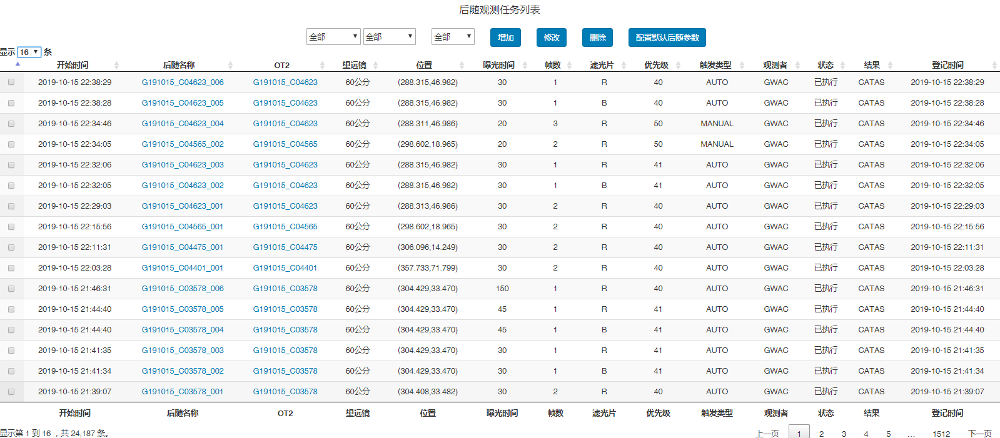 后随观测任务列表
全部 全部 全部 增加 修改 删除 配置默认后随参数
显示 16 条
开始时间 后随名称 OT2 望远镜 位置 曝光时间 帧数 滤光片 优先级 触发类型 观测者 状态 结果 登记时间
2019-10-15 22:38:29 G191015_C04623_006 G191015_C04623 60公分 (288.315,46.982) 30 1 R 40 AUTO GWAC 已执行 CATAS 2019-10-15 22:38:29
2019-10-15 22:38:28 G191015_C04623_005 G191015_C04623 60公分 (288.315,46.982) 30 1 B 40 AUTO GWAC 已执行 CATAS 2019-10-15 22:38:28
2019-10-15 22:34:46 G191015_C04623_004 G191015_C04623 60公分 (288.311,46.986) 20 3 R 50 MANUAL GWAC 已执行 CATAS 2019-10-15 22:34:46
2019-10-15 22:34:05 G191015_C04565_002 G191015_C04565 60公分 (298.602,18.965) 20 2 R 50 MANUAL GWAC 已执行 CATAS 2019-10-15 22:34:05
2019-10-15 22:32:06 G191015_C04623_003 G191015_C04623 60公分 (288.315,46.982) 30 1 R 41 AUTO GWAC 已执行 CATAS 2019-10-15 22:32:06
2019-10-15 22:32:05 G191015_C04623_002 G191015_C04623 60公分 (288.315,46.982) 30 1 B 41 AUTO GWAC 已执行 CATAS 2019-10-15 22:32:05
2019-10-15 22:29:03 G191015_C04623_001 G191015_C04623 60公分 (288.313,46.986) 30 2 R 40 AUTO GWAC 已执行 CATAS 2019-10-15 22:29:03
2019-10-15 22:15:56 G191015_C04565_001 G191015_C04565 60公分 (298.602,18.965) 30 2 R 40 AUTO GWAC 已执行 CATAS 2019-10-15 22:15:56
2019-10-15 22:11:31 G191015_C04475_001 G191015_C04475 60公分 (306.096,14.249) 30 2 R 40 AUTO GWAC 已执行 CATAS 2019-10-15 22:11:31
2019-10-15 22:03:28 G191015_C04401_001 G191015_C04401 60公分 (357.733,71.799) 30 2 R 40 AUTO GWAC 已执行 CATAS 2019-10-15 22:03:28
2019-10-15 21:46:31 G191015_C03578_006 G191015_C03578 60公分 (304.429,33.470) 150 1 R 40 AUTO GWAC 已执行 CATAS 2019-10-15 21:46:31
2019-10-15 21:44:40 G191015_C03578_005 G191015_C03578 60公分 (304.429,33.470) 45 1 R 41 AUTO GWAC 已执行 CATAS 2019-10-15 21:44:40
2019-10-15 21:44:40 G191015_C03578_004 G191015_C03578 60公分 (304.429,33.470) 45 1 B 41 AUTO GWAC 已执行 CATAS 2019-10-15 21:44:40
2019-10-15 21:41:35 G191015_C03578_003 G191015_C03578 60公分 (304.429,33.470) 30 1 R 41 AUTO GWAC 已执行 CATAS 2019-10-15 21:41:35
2019-10-15 21:41:34 G191015_C03578_002 G191015_C03578 60公分 (304.429,33.470) 30 1 B 41 AUTO GWAC 已执行 CATAS 2019-10-15 21:41:34
2019-10-15 21:39:07 G191015_C03578_001 G191015_C03578 60公分 (304.408,33.482) 30 2 R 40 AUTO GWAC 已执行 CATAS 2019-10-15 21:39:07
开始时间 后随名称 OT2 望远镜 位置 曝光时间 帧数 滤光片 优先级 触发类型 观测者 状态 结果 登记时间
显示第 1 到 16 ，共 24,187 条。 上一页 1 2 3 4 5 … 1512 下一页